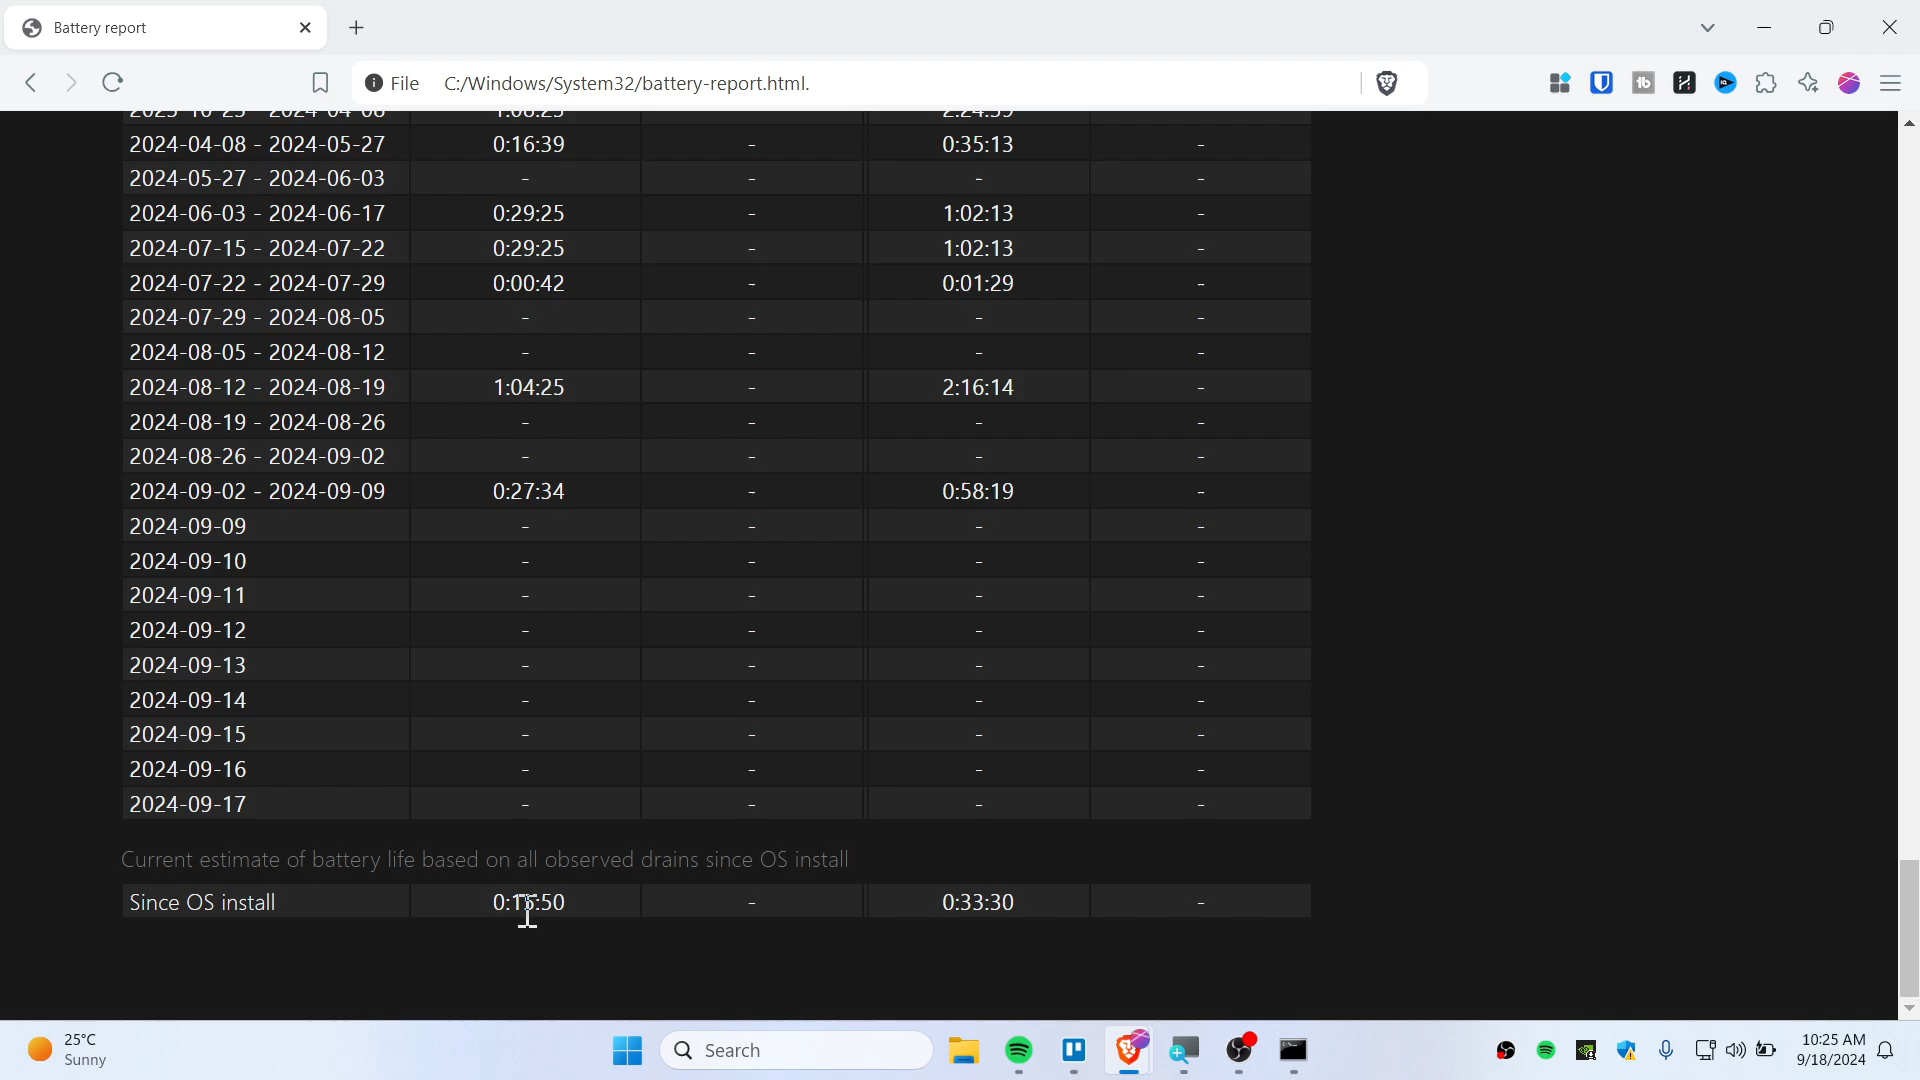 Battery report
File C:/Windows/System32/battery-report.html.
2024-04-08 - 2024-05-27 0:16:39 - 0:35:13 -
2024-05-27 - 2024-06-03 - - - -
2024-06-03 - 2024-06-17 0:29:25 - 1:02:13 -
2024-07-15 - 2024-07-22 0:29:25 - 1:02:13 -
2024-07-22 - 2024-07-29 0:00:42 - 0:01:29 -
2024-07-29 - 2024-08-05 - - - -
2024-08-05 - 2024-08-12 - - - -
2024-08-12 - 2024-08-19 1:04:25 - 2:16:14 -
2024-08-19 - 2024-08-26 - - - -
2024-08-26 - 2024-09-02 - - - -
2024-09-02 - 2024-09-09 0:27:34 - 0:58:19 -
2024-09-09 - - - -
2024-09-10 - - - -
2024-09-11 - - - -
2024-09-12 - - - -
2024-09-13 - - - -
2024-09-14 - - - -
2024-09-15 - - - -
2024-09-16 - - - -
2024-09-17 - - - -
Current estimate of battery life based on all observed drains since OS install
Since OS install 0:15:50 - 0:33:30 -
25°C
Sunny
Search
10:25 AM
9/18/2024